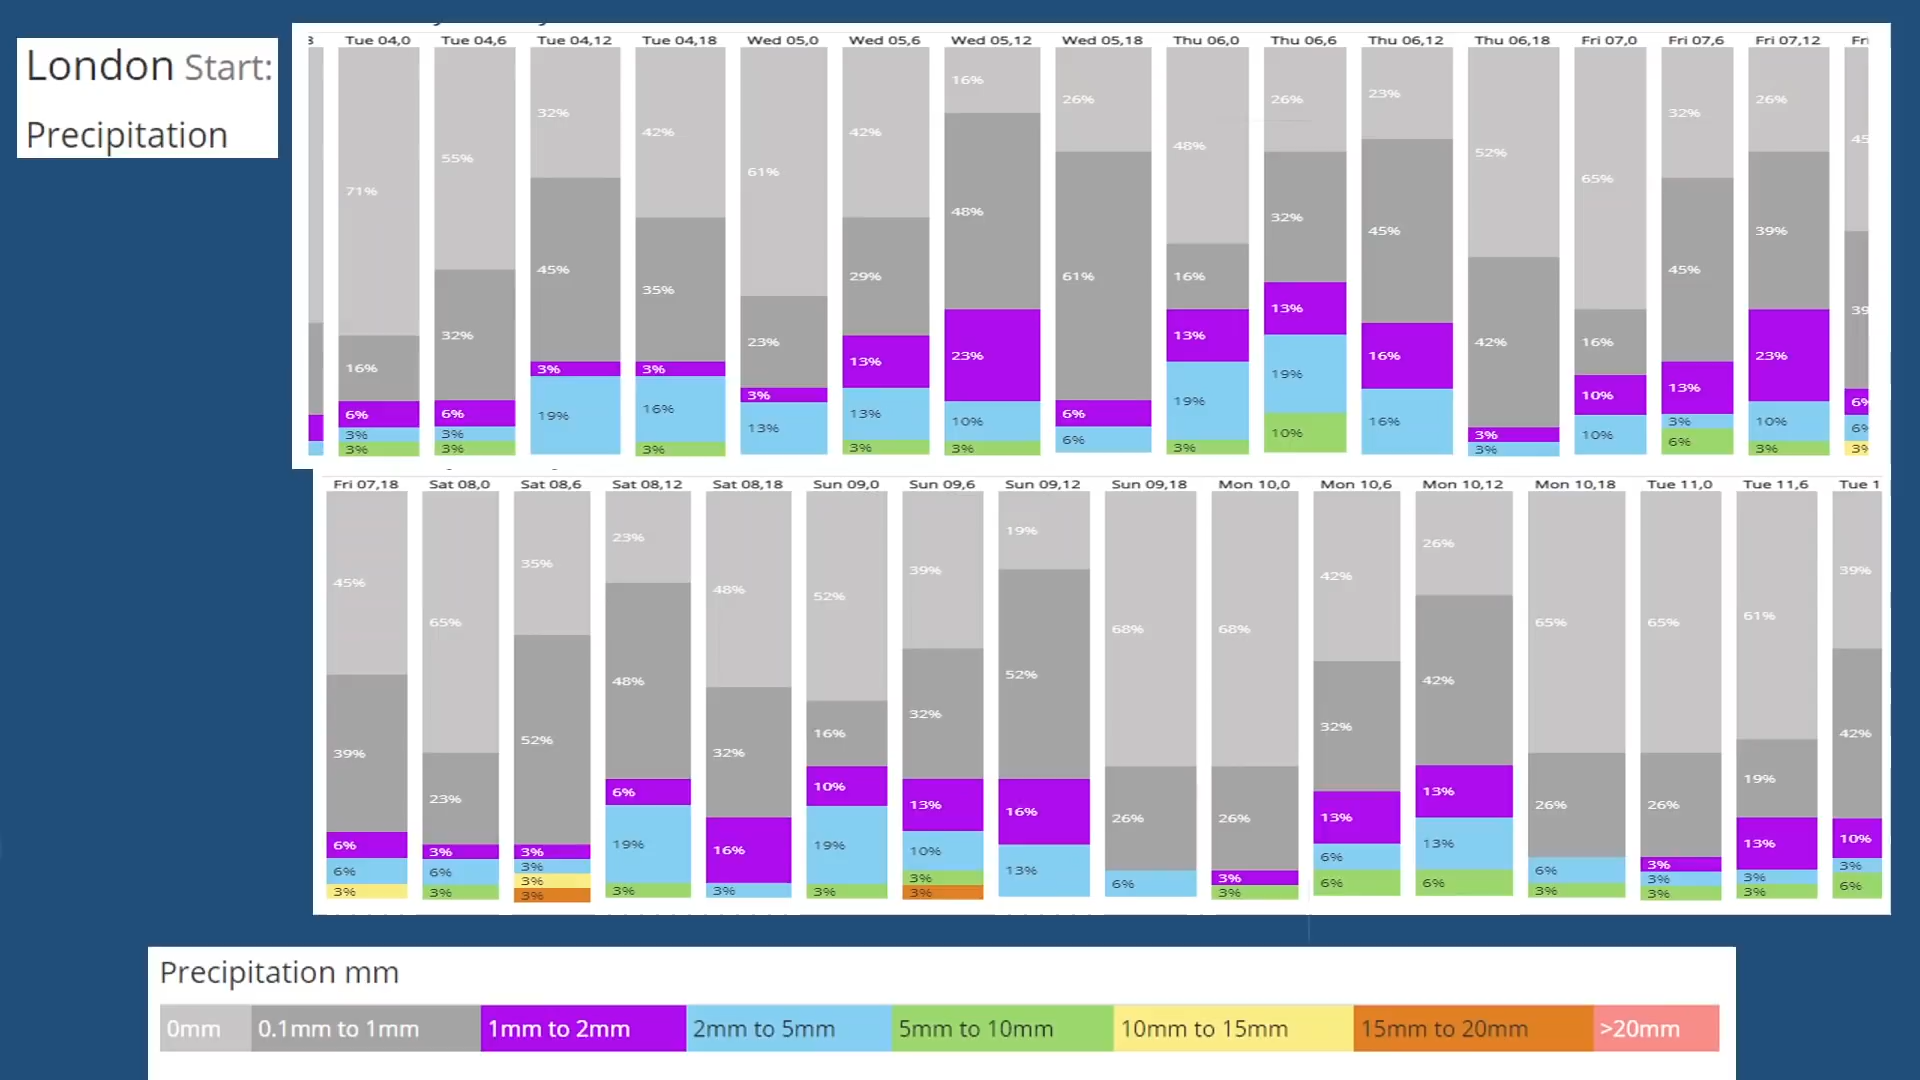 London Start:
Precipitation
Tue 04,0 Tue 04,6 Tue 04,12 Tue 04,18 Wed 05,0 Wed 05,6 Wed 05,12 Wed 05,18 Thu 06,0 Thu 06,6 Thu 06,12 Thu 06,18 Fri 07,0 Fri 07,6 Fri 07,12
71% 55% 32% 42% 61% 42% 16% 26% 48% 26% 23% 52% 65% 32% 26% 45
16% 32% 45% 35% 23% 29% 48% 61% 16% 32% 45% 42% 16% 45% 39% 39
6% 6% 3% 3% 3% 13% 23% 6% 13% 13% 16% 3% 10% 13% 23% 6%
3% 3% 19% 16% 13% 13% 10% 6% 19% 19% 16% 3% 10% 3% 10% 6%
3% 3% 3% 3% 3% 3% 10% 6% 3% 3%
Fri 07,18 Sat 08,0 Sat 08,6 Sat 08,12 Sat 08,18 Sun 09,0 Sun 09,6 Sun 09,12 Sun 09,18 Mon 10,0 Mon 10,6 Mon 10,12 Mon 10,18 Tue 11,0 Tue 11,6 Tue 1
45% 65% 35% 23% 48% 52% 39% 19% 68% 68% 42% 26% 65% 65% 61% 39%
39% 23% 52% 48% 32% 16% 32% 52% 26% 26% 32% 42% 26% 26% 19% 42%
6% 3% 3% 6% 16% 10% 13% 16% 6% 3% 13% 13% 6% 3% 13% 10%
6% 6% 3% 19% 3% 19% 10% 13% 3% 6% 13% 3% 3% 3% 3%
3% 3% 3% 3% 3% 3% 6% 6% 3% 3% 6%
3% 3%
Precipitation mm
0mm 0.1mm to 1mm 1mm to 2mm 2mm to 5mm 5mm to 10mm 10mm to 15mm 15mm to 20mm >20mm